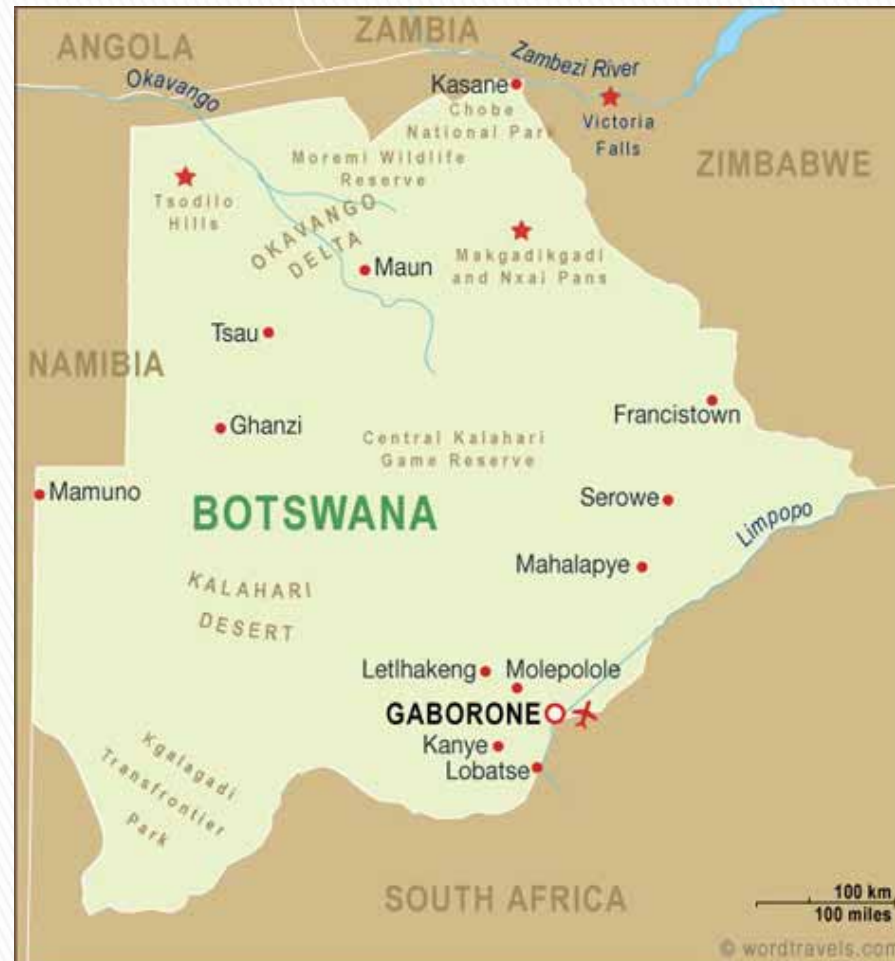 ANGOLA
ZAMBIA
Okavango
Zambezi River
Kasane
Chobe
National Park
Victoria
Falls
Moremi Wildlife
Reserve
ZIMBABWE
Tsodilo
Hills
OKAVANGO
DELTA
Maun
Makgadikgadi
and Nxai Pans
Tsau
NAMIBIA
Francistown
Ghanzi
Central Kalahari
Game Reserve
Mamuno
BOTSWANA
Serowe
Limpopo
Mahalapye
KALAHARI
DESERT
Letlhakeng
Molepolole
GABORONE
Kanye
Lobatse
Kgalagadi
Transfrontier
Park
SOUTH AFRICA
100 km
100 miles
© wordtravels.com